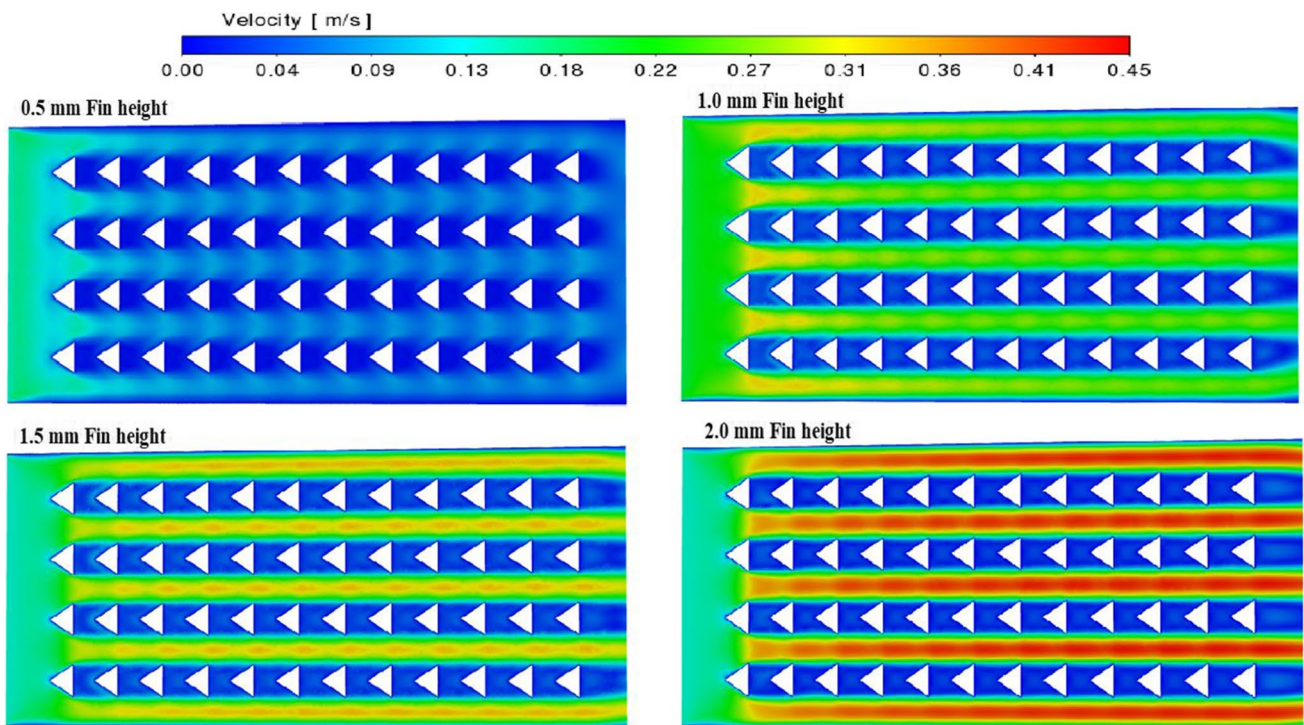 Velocity [ m/s ]
0.00 0.04 0.09 0.13 0.18 0.22 0.27 0.31 0.36 0.41 0.45
0.5 mm Fin height
1.0 mm Fin height
1.5 mm Fin height
2.0 mm Fin height